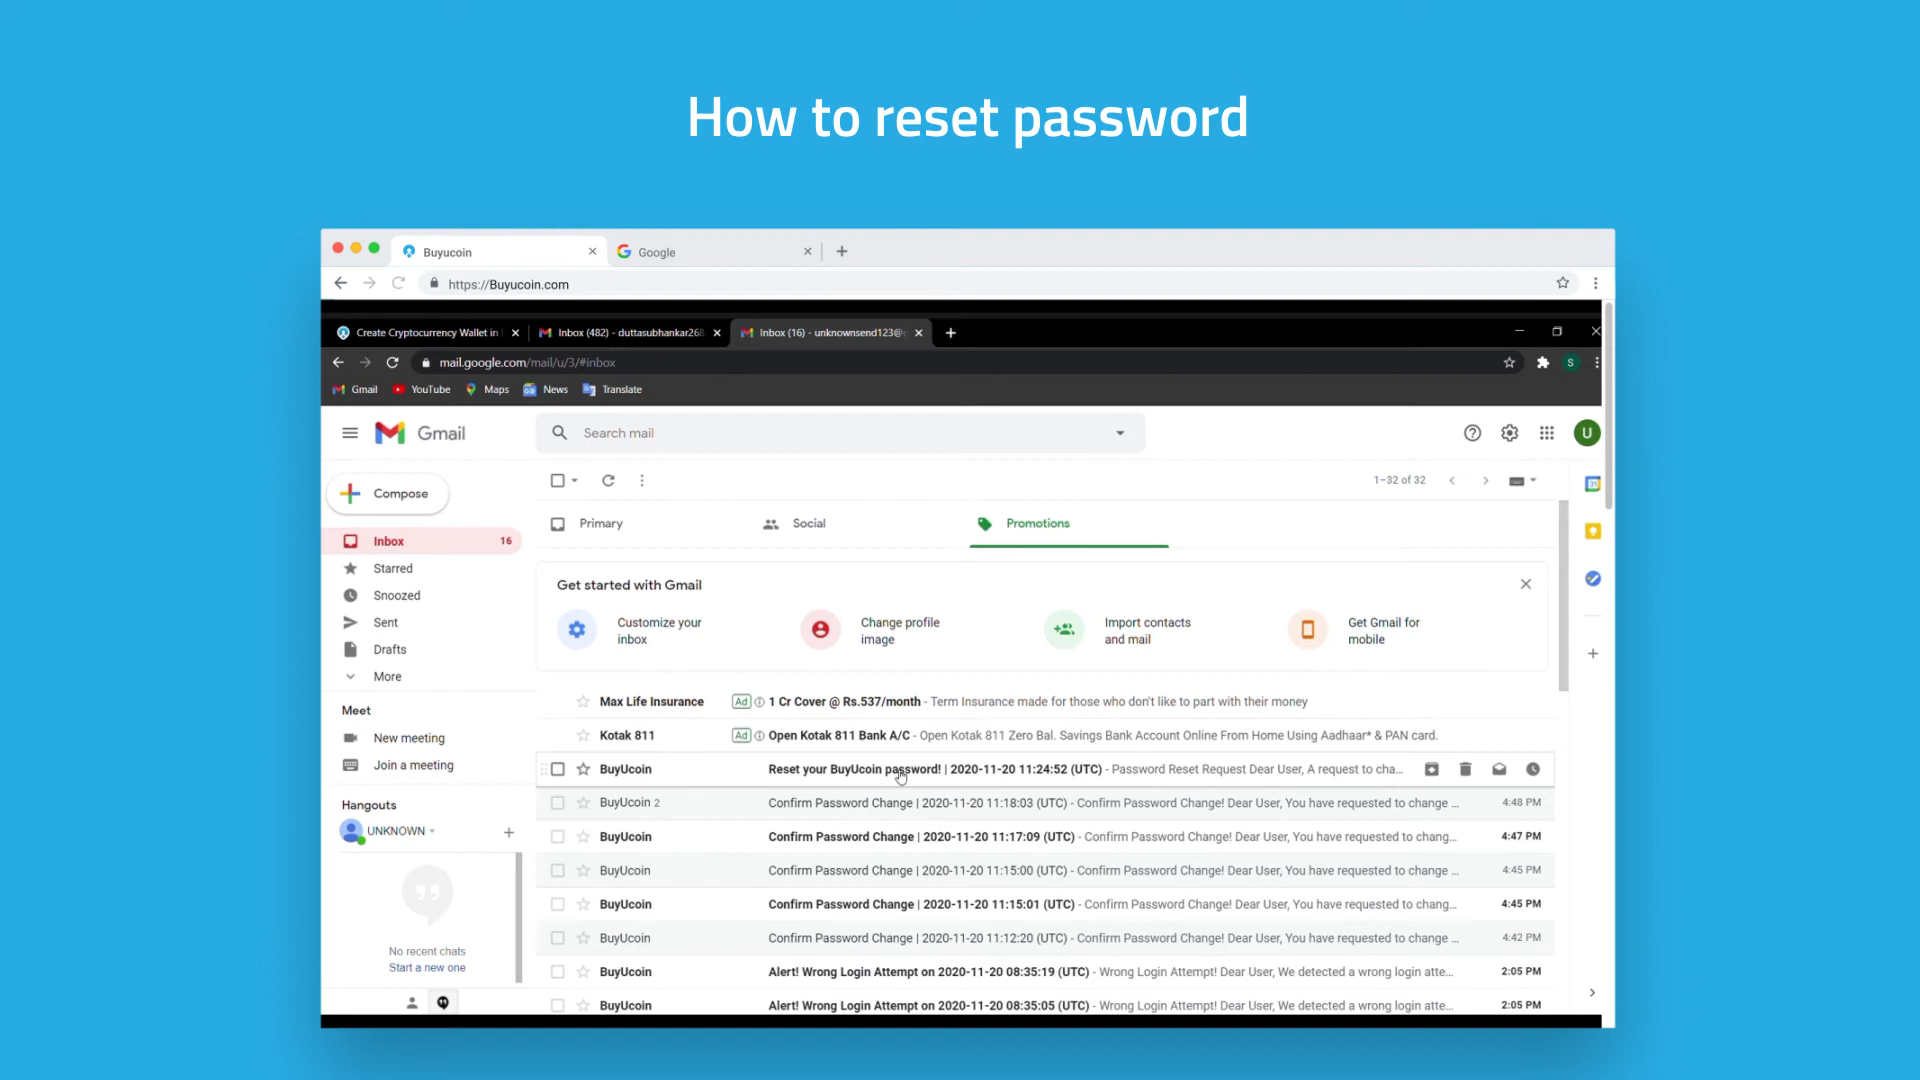 How to reset password
Buyucoin
Google
https://Buyucoin.com
Create Cryptocurrency Wallet in
Inbox (482) - duttasubhankar268
Inbox (16) - unknownsend123@
S
mail.google.com/mail/u/3/#inbox
Gmail
YouTube
Maps
News
Translate
Gmail
Search mail
U
Compose
1–32 of 32
Primary
Social
Promotions
Inbox 16
Starred
Snoozed
Sent
Drafts
More
Get started with Gmail
Customize your
inbox
Change profile
image
Import contacts
and mail
Get Gmail for
mobile
Meet
New meeting
Join a meeting
Hangouts
UNKNOWN
No recent chats
Start a new one
Max Life Insurance Ad 1 Cr Cover @ Rs.537/month - Term Insurance made for those who don't like to part with their money
Kotak 811 Ad Open Kotak 811 Bank A/C - Open Kotak 811 Zero Bal. Savings Bank Account Online From Home Using Aadhaar* & PAN card.
BuyUcoin Reset your BuyUcoin password! | 2020-11-20 11:24:52 (UTC) - Password Reset Request Dear User, A request to cha...
BuyUcoin 2 Confirm Password Change | 2020-11-20 11:18:03 (UTC) - Confirm Password Change! Dear User, You have requested to change ... 4:48 PM
BuyUcoin Confirm Password Change | 2020-11-20 11:17:09 (UTC) - Confirm Password Change! Dear User, You have requested to chang... 4:47 PM
BuyUcoin Confirm Password Change | 2020-11-20 11:15:00 (UTC) - Confirm Password Change! Dear User, You have requested to change ... 4:45 PM
BuyUcoin Confirm Password Change | 2020-11-20 11:15:01 (UTC) - Confirm Password Change! Dear User, You have requested to chang... 4:45 PM
BuyUcoin Confirm Password Change | 2020-11-20 11:12:20 (UTC) - Confirm Password Change! Dear User, You have requested to change ... 4:42 PM
BuyUcoin Alert! Wrong Login Attempt on 2020-11-20 08:35:19 (UTC) - Wrong Login Attempt! Dear User, We detected a wrong login atte... 2:05 PM
BuyUcoin Alert! Wrong Login Attempt on 2020-11-20 08:35:05 (UTC) - Wrong Login Attempt! Dear User, We detected a wrong login atte... 2:05 PM